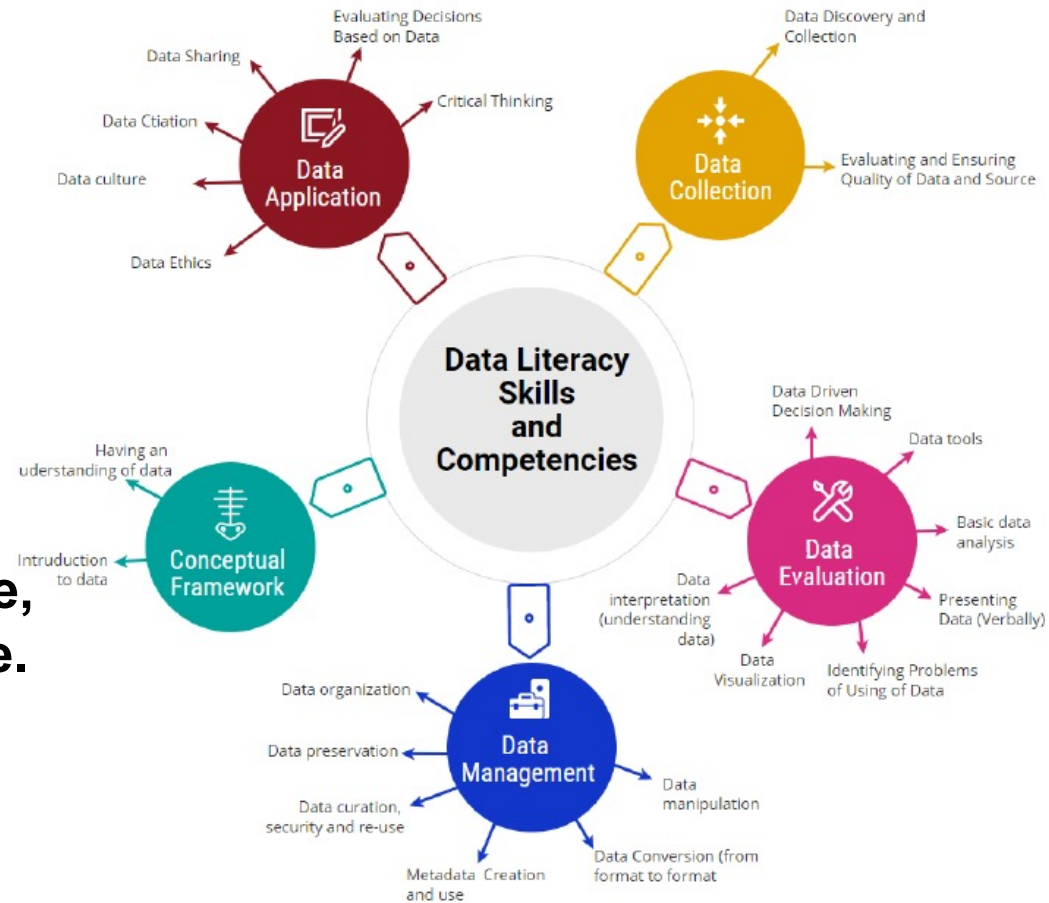 Evaluating Decisions
Based on Data
Data Sharing
Critical Thinking
Data Ctiation
Data culture
Data Ethics
Data
Application
Data Discovery and
Collection
Evaluating and Ensuring
Quality of Data and Source
Data
Collection
Data Literacy
Skills
and
Competencies
Having an
uderstanding of data
Intruduction
to data
Conceptual
Framework
e,
e.
Data Driven
Decision Making
Data tools
Basic data
analysis
Presenting
Data (Verbally)
Identifying Problems
of Using of Data
Data
Visualization
Data
interpretation
(understanding
data)
Data
Evaluation
Data organization
Data preservation
Data curation,
security and re-use
Metadata Creation
and use
Data Conversion (from
format to format
Data
manipulation
Data
Management